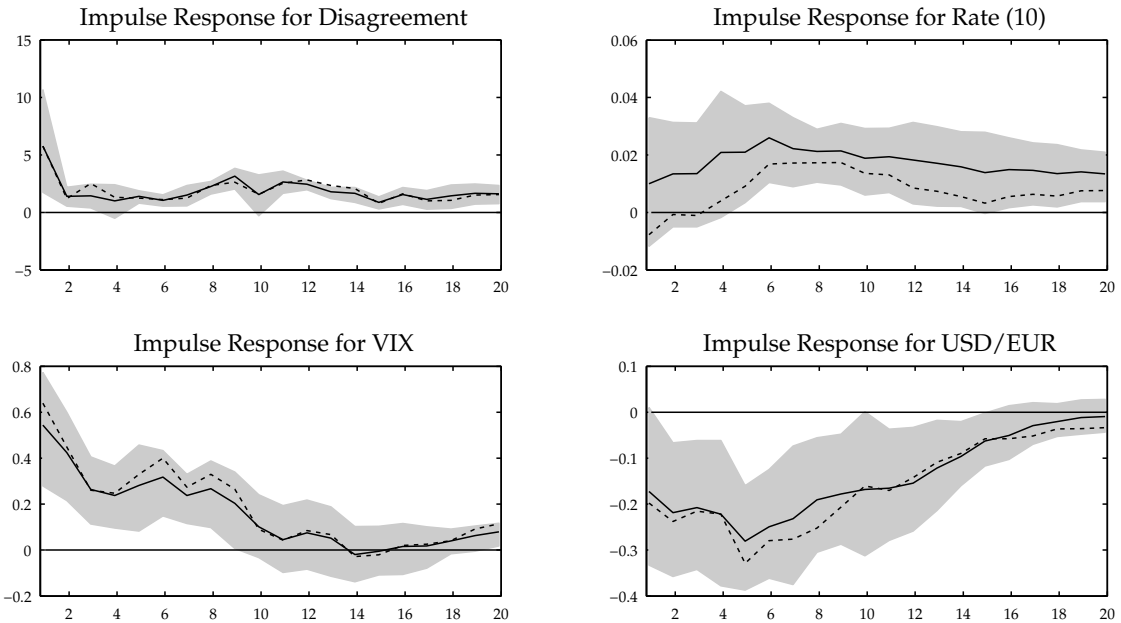 Impulse Response for Disagreement
15
10
5
0
−5
2 4 6 8 10 12 14 16 18 20
Impulse Response for Rate (10)
0.06
0.04
0.02
0
−0.02
2 4 6 8 10 12 14 16 18 20
Impulse Response for VIX
0.8
0.6
0.4
0.2
0
−0.2
2 4 6 8 10 12 14 16 18 20
Impulse Response for USD/EUR
0.1
0
−0.1
−0.2
−0.3
−0.4
2 4 6 8 10 12 14 16 18 20